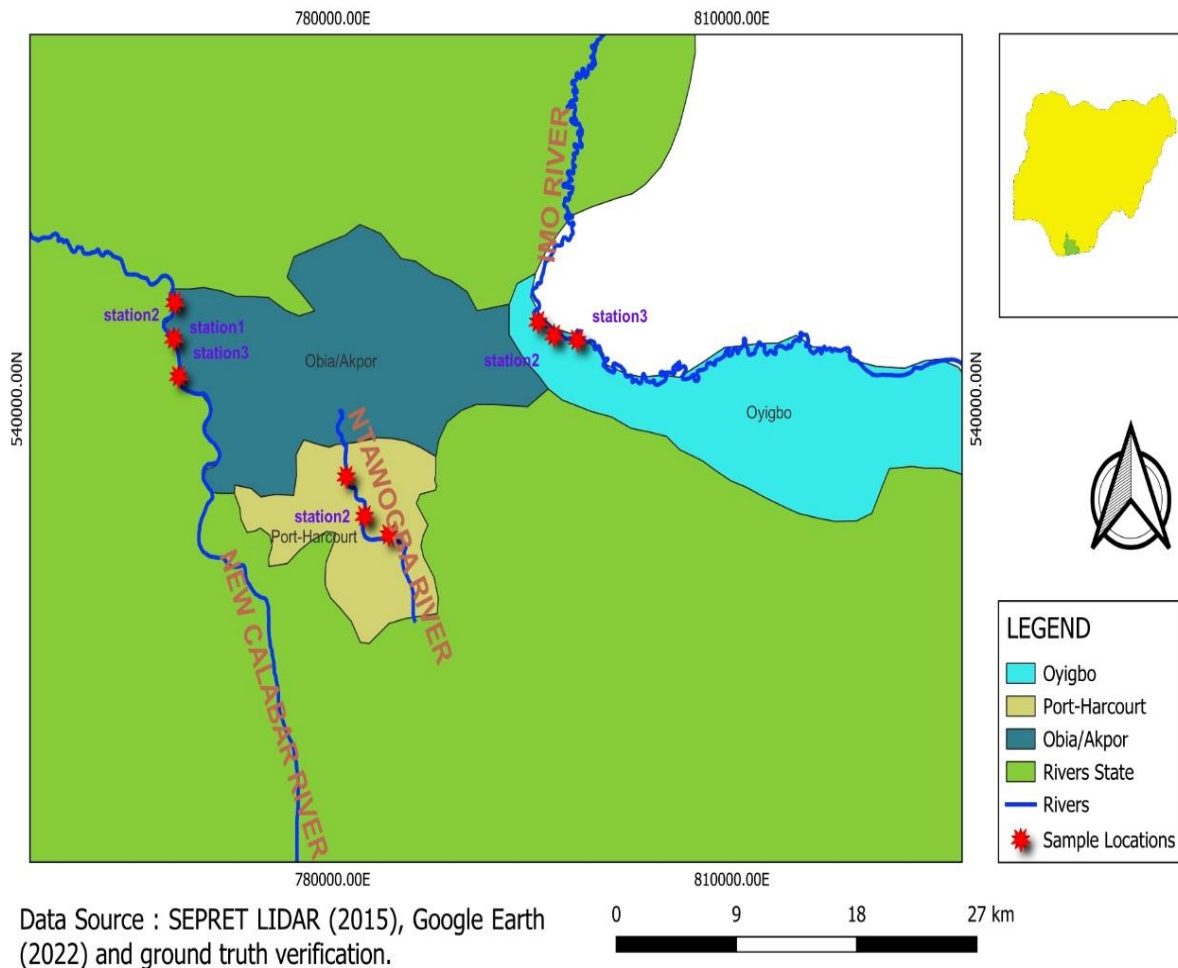 780000.00E
810000.00E
IMO RIVER
station2
station1
station3
station3
station2
Obia/Akpor
Oyigbo
540000.00N
540000.00N
NTAWOGBA RIVER
station2
Port-Harcourt
NEW CALABAR RIVER
LEGEND
Oyigbo
Port-Harcourt
Obia/Akpor
Rivers State
Rivers
Sample Locations
780000.00E
810000.00E
Data Source : SEPRET LIDAR (2015), Google Earth
(2022) and ground truth verification.
0
9
18
27 km